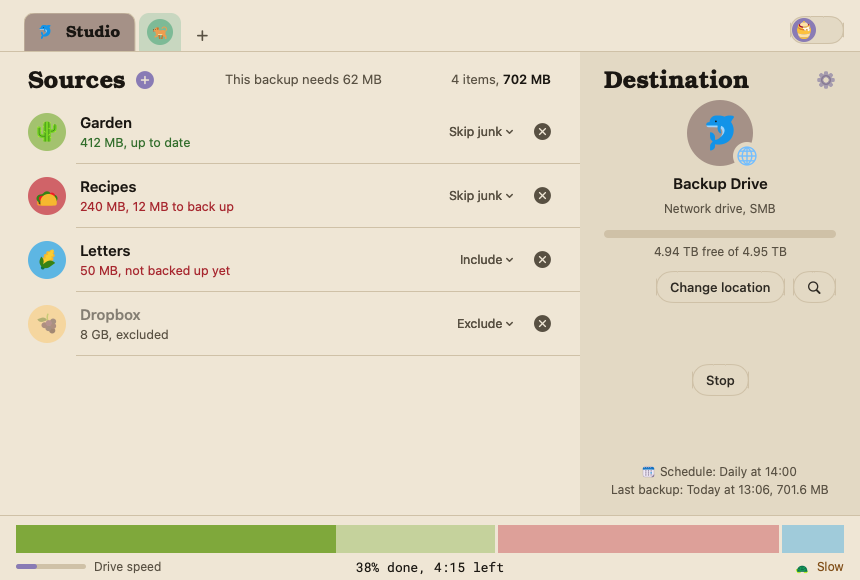 Studio
+
Sources
This backup needs 62 MB
4 items, 702 MB
Garden
412 MB, up to date
Skip junk
Recipes
240 MB, 12 MB to back up
Skip junk
Letters
50 MB, not backed up yet
Include
Dropbox
8 GB, excluded
Exclude
Destination
Backup Drive
Network drive, SMB
4.94 TB free of 4.95 TB
Change location
Stop
Schedule: Daily at 14:00
Last backup: Today at 13:06, 701.6 MB
Drive speed
38% done, 4:15 left
Slow